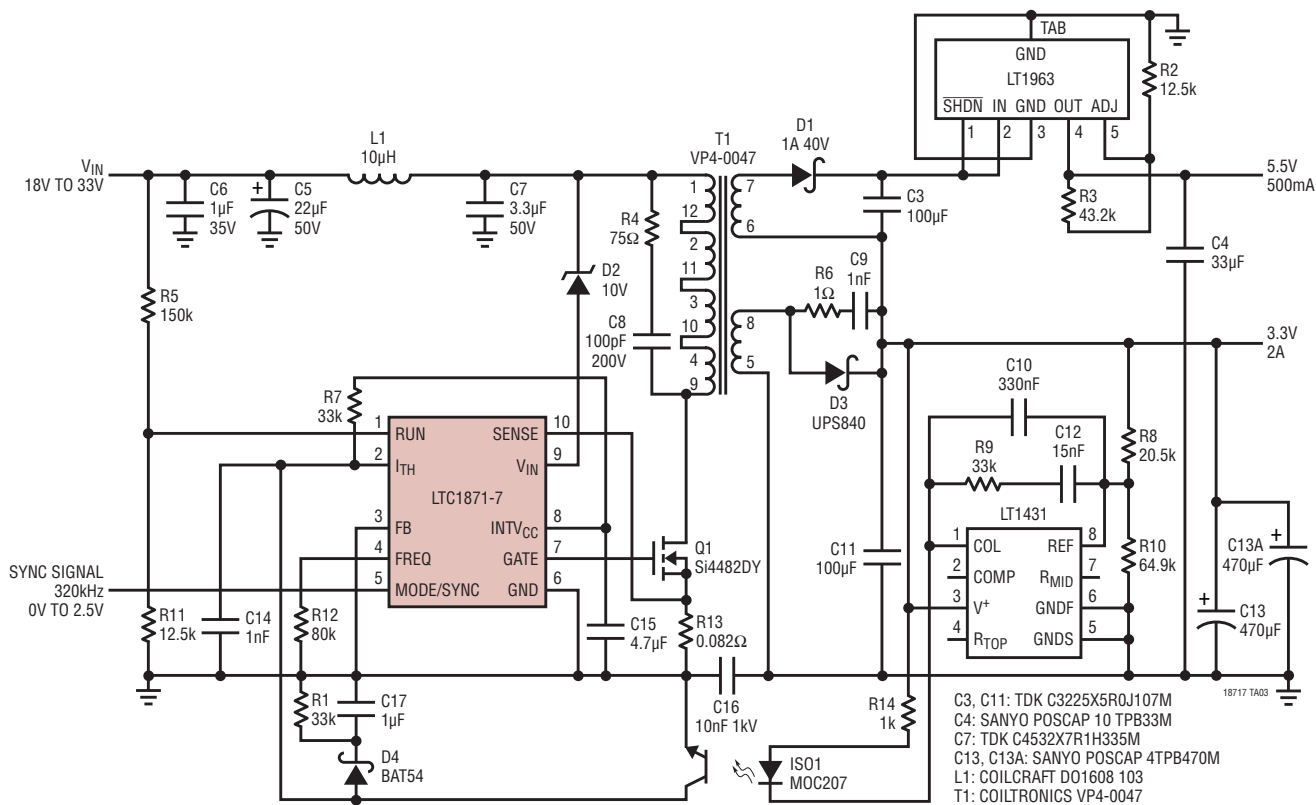 TAB
GND
LT1963
SHDN IN GND OUT ADJ
1 2 3 4 5
R2
12.5k
VIN
18V TO 33V
C6
1µF
35V
+
C5
22µF
50V
L1
10µH
C7
3.3µF
50V
R4
75Ω
T1
VP4-0047
1
12
2
11
3
10
4
9
7
6
8
5
D1
1A 40V
C3
100µF
R3
43.2k
5.5V
500mA
C4
33µF
R5
150k
D2
10V
C8
100pF
200V
R6
1Ω
C9
1nF
D3
UPS840
3.3V
2A
R7
33k
1 RUN
2 ITH
3 FB
4 FREQ
5 MODE/SYNC
LTC1871-7
SENSE 10
VIN 9
INTVCC 8
GATE 7
GND 6
SYNC SIGNAL
320kHz
0V TO 2.5V
Q1
Si4482DY
C10
330nF
R9
33k
C12
15nF
R8
20.5k
LT1431
1 COL
2 COMP
3 V+
4 RTOP
REF 8
RMID 7
GNDF 6
GNDS 5
R10
64.9k
C11
100µF
C13A
470µF
+
C13
470µF
+
R11
12.5k
C14
1nF
R12
80k
C15
4.7µF
R13
0.082Ω
C16
10nF 1kV
R1
33k
C17
1µF
D4
BAT54
R14
1k
ISO1
MOC207
18717 TA03
C3, C11: TDK C3225X5R0J107M
C4: SANYO POSCAP 10 TPB33M
C7: TDK C4532X7R1H335M
C13, C13A: SANYO POSCAP 4TPB470M
L1: COILCRAFT DO1608 103
T1: COILTRONICS VP4-0047